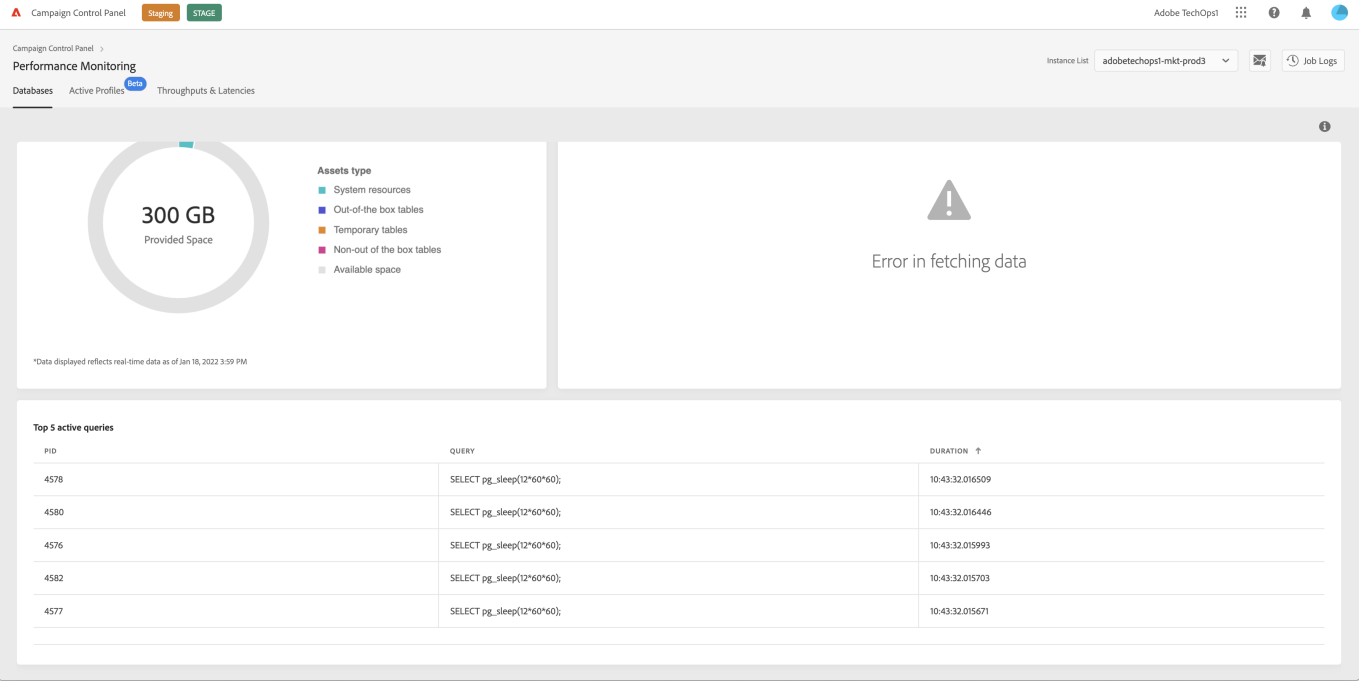 Campaign Control Panel Staging STAGE Adobe TechOps1
Campaign Control Panel
Performance Monitoring
Instance List adobetechops1-mkt-prod3 Job Logs
Databases Active Profiles Beta Throughputs & Latencies
300 GB
Provided Space
Assets type
System resources
Out-of-the box tables
Temporary tables
Non-out of the box tables
Available space
*Data displayed reflects real-time data as of Jan 18, 2022 3:59 PM
Error in fetching data
Top 5 active queries
PID QUERY DURATION
4578 SELECT pg_sleep(12*60*60); 10:43:32.016509
4580 SELECT pg_sleep(12*60*60); 10:43:32.016446
4576 SELECT pg_sleep(12*60*60); 10:43:32.015993
4582 SELECT pg_sleep(12*60*60); 10:43:32.015703
4577 SELECT pg_sleep(12*60*60); 10:43:32.015671